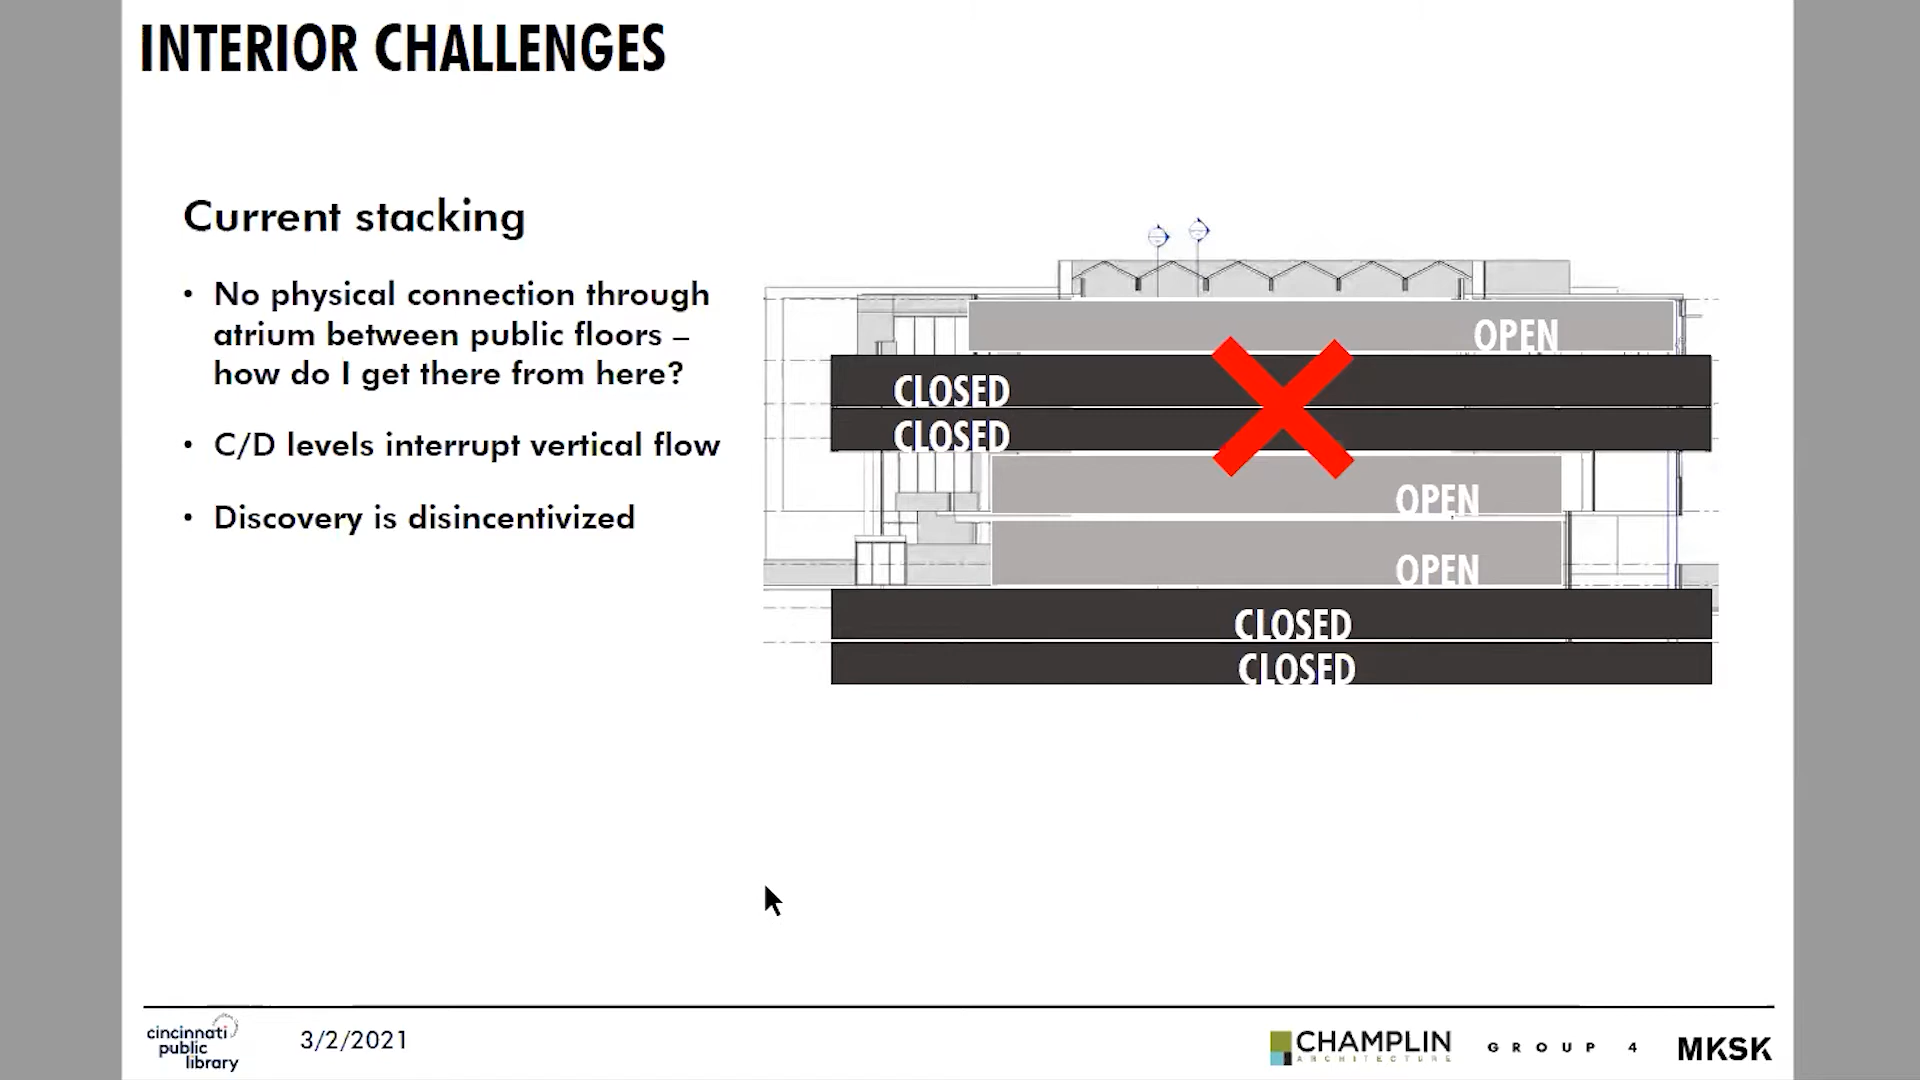 INTERIOR CHALLENGES
Current stacking
• No physical connection through
atrium between public floors –
how do I get there from here?
• C/D levels interrupt vertical flow
• Discovery is disincentivized
OPEN
CLOSED
CLOSED
OPEN
OPEN
CLOSED
CLOSED
cincinnati
public
library
3/2/2021
CHAMPLIN
ARCHITECTURE
GROUP 4
MKSK